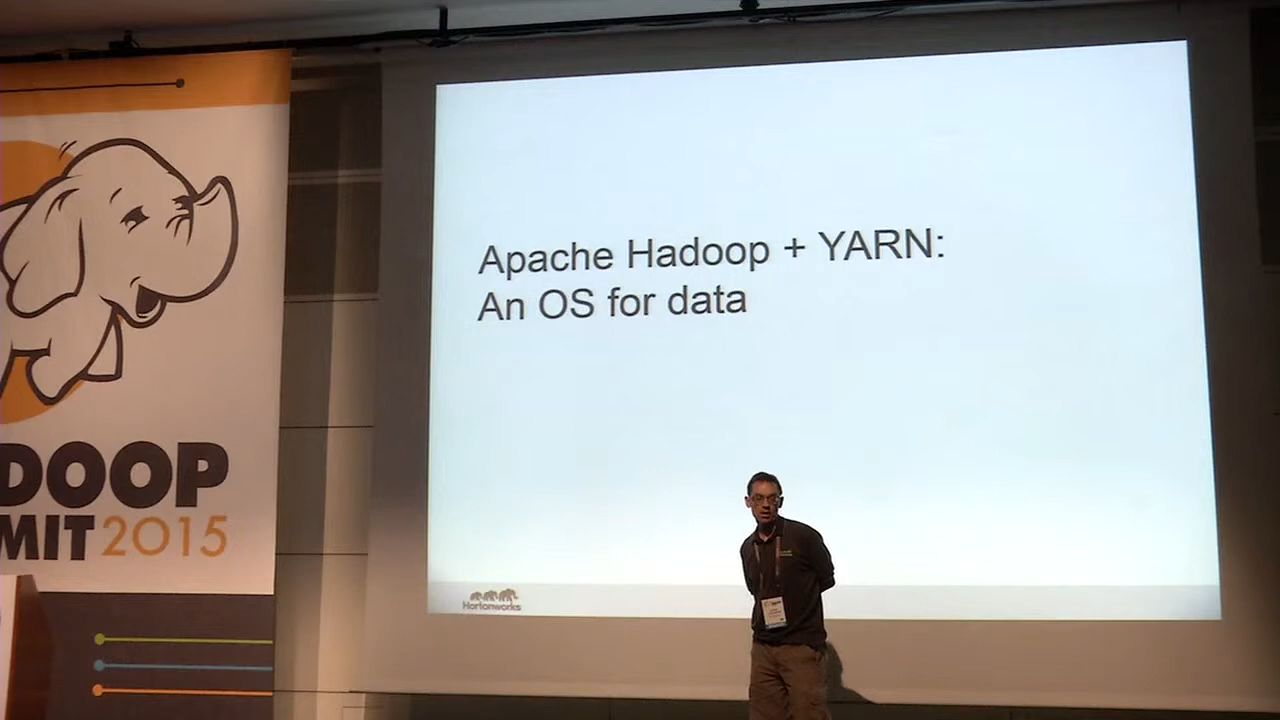 DOOP
MIT 2015
Apache Hadoop + YARN:
An OS for data
Hortonworks